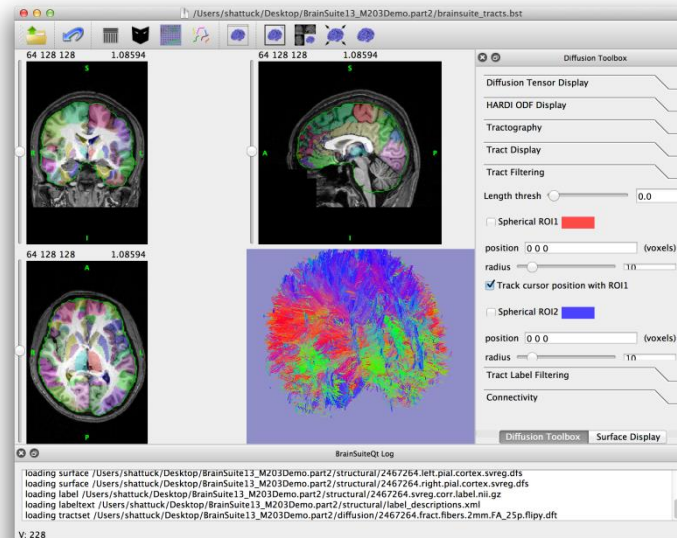 /Users/shattuck/Desktop/BrainSuite13_M203Demo.part2/brainsuite_tracts.bst
64 128 128 1.08594
S
R L
I
64 128 128 1.08594
S
A P
I
64 128 128 1.08594
A
R L
P
Diffusion Toolbox
Diffusion Tensor Display
HARDI ODF Display
Tractography
Tract Display
Tract Filtering
Length thresh 0.0
Spherical ROI1
position 0 0 0 (voxels)
radius 10
Track cursor position with ROI1
Spherical ROI2
position 0 0 0 (voxels)
radius 10
Tract Label Filtering
Connectivity
Diffusion Toolbox Surface Display
BrainSuiteQt Log
loading surface /Users/shattuck/Desktop/BrainSuite13_M203Demo.part2/structural/2467264.left.pial.cortex.svreg.dfs
loading surface /Users/shattuck/Desktop/BrainSuite13_M203Demo.part2/structural/2467264.right.pial.cortex.svreg.dfs
loading label /Users/shattuck/Desktop/BrainSuite13_M203Demo.part2/structural/2467264.svreg.corr.label.nii.gz
loading labeltext /Users/shattuck/Desktop/BrainSuite13_M203Demo.part2/structural/label_descriptions.xml
loading tractset /Users/shattuck/Desktop/BrainSuite13_M203Demo.part2/diffusion/2467264.fract.fibers.2mm.FA_25p.flipy.dft
V: 228